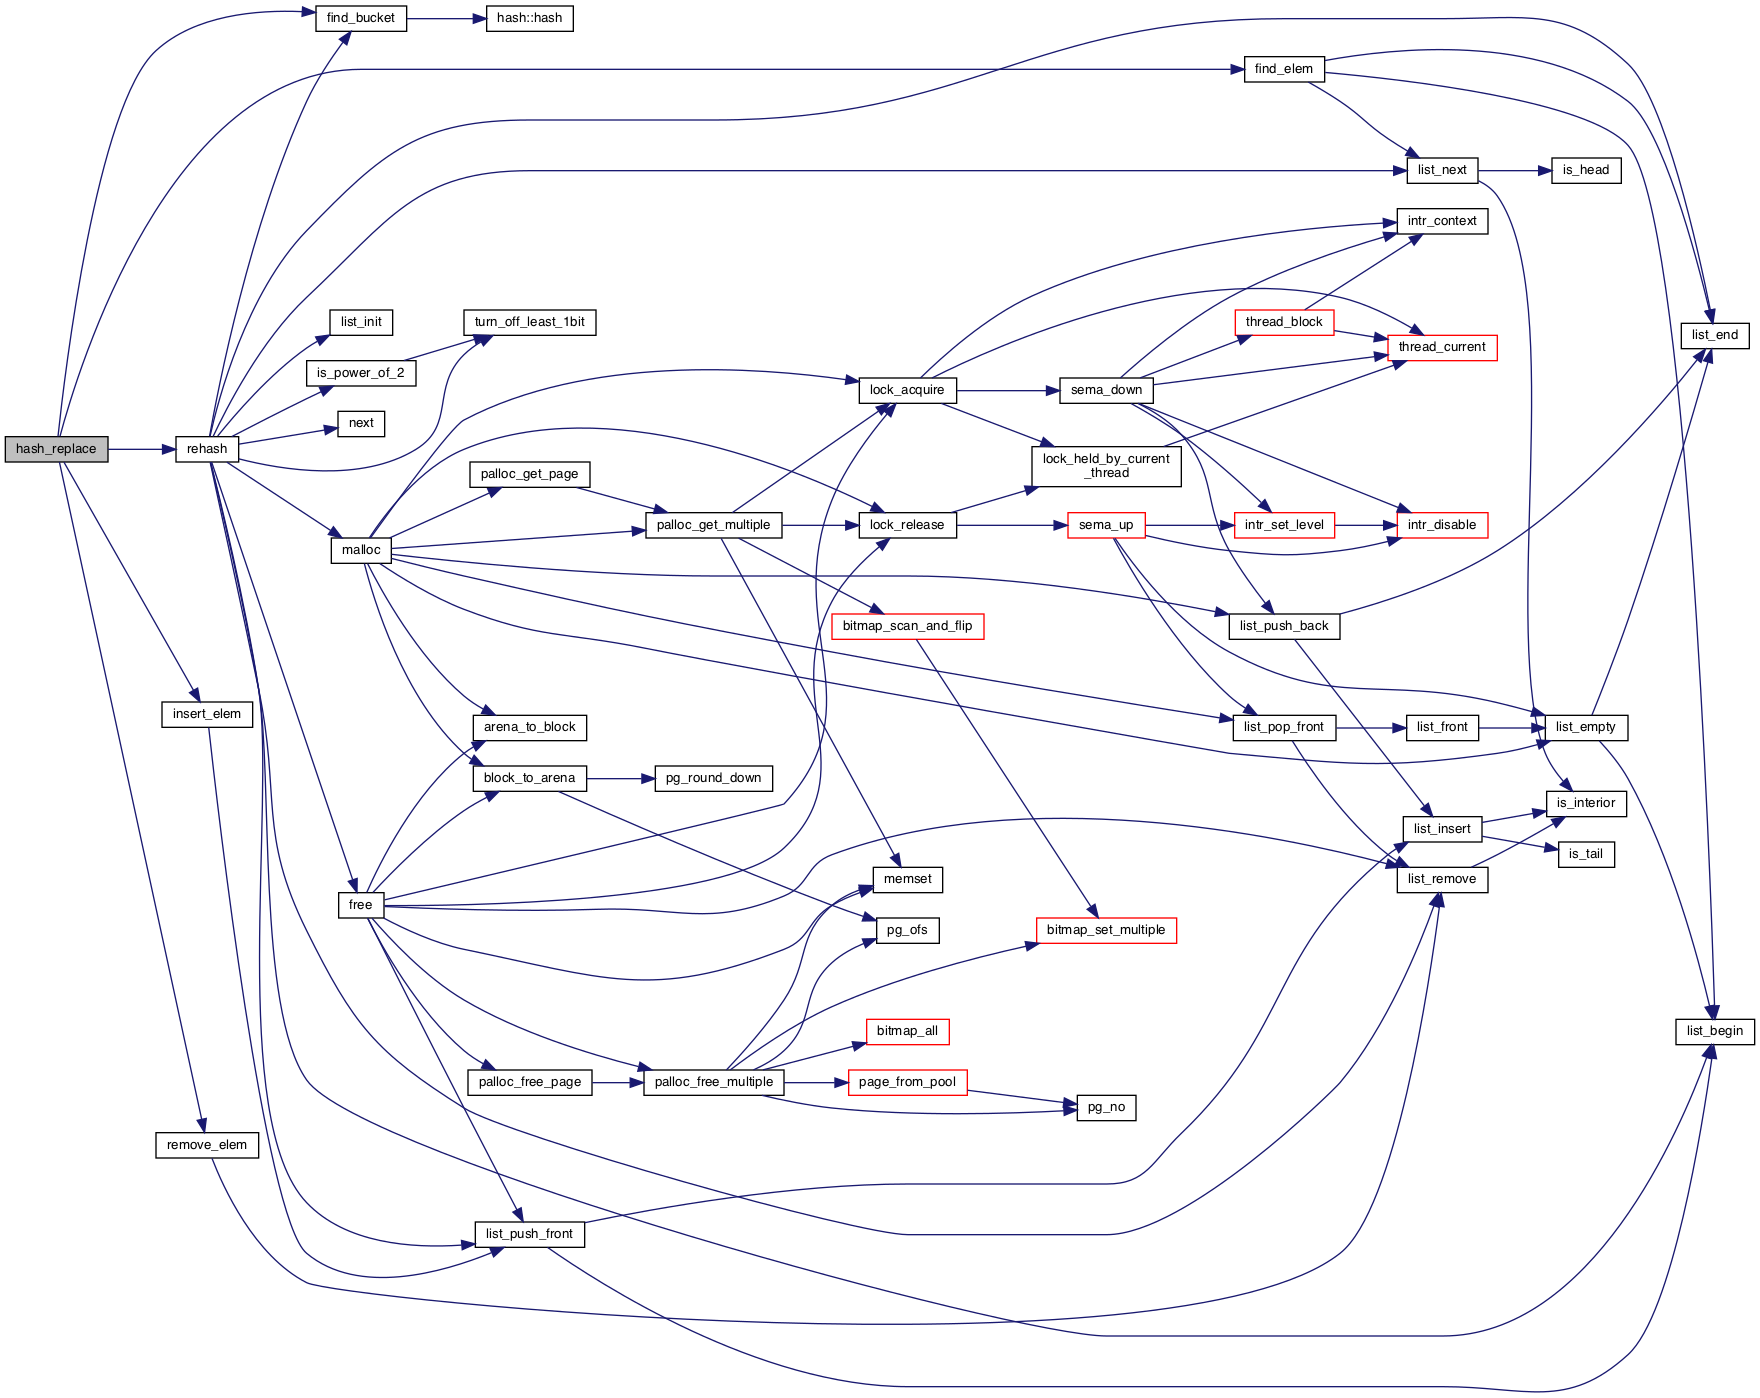 find_bucket
hash::hash
find_elem
list_next
is_head
intr_context
list_init
turn_off_least_1bit
thread_block
list_end
thread_current
is_power_of_2
lock_acquire
sema_down
next
hash_replace
rehash
lock_held_by_current
_thread
palloc_get_page
palloc_get_multiple
lock_release
sema_up
intr_set_level
intr_disable
malloc
bitmap_scan_and_flip
list_push_back
insert_elem
arena_to_block
list_pop_front
list_front
list_empty
block_to_arena
pg_round_down
is_interior
list_insert
is_tail
memset
list_remove
free
pg_ofs
bitmap_set_multiple
bitmap_all
list_begin
palloc_free_page
palloc_free_multiple
page_from_pool
pg_no
remove_elem
list_push_front